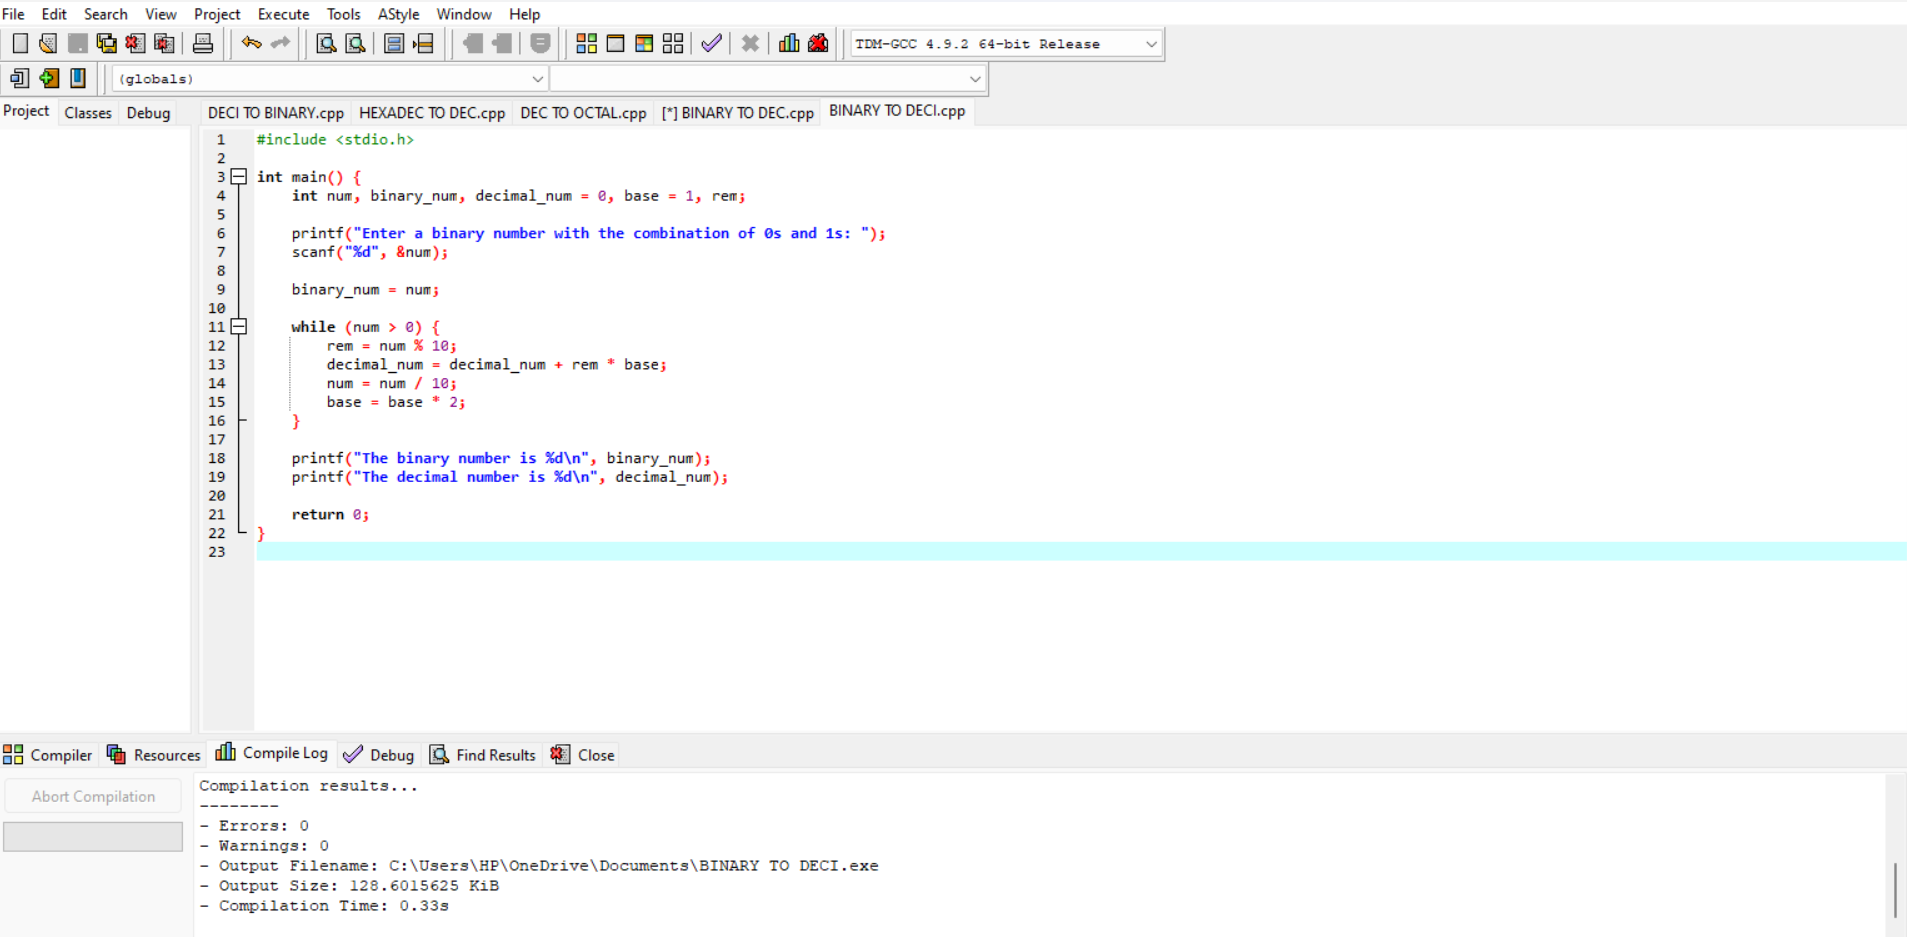 File Edit Search View Project Execute Tools AStyle Window Help
TDM-GCC 4.9.2 64-bit Release
(globals)
Project Classes Debug
DECI TO BINARY.cpp HEXADEC TO DEC.cpp DEC TO OCTAL.cpp [*] BINARY TO DEC.cpp BINARY TO DECI.cpp
1 #include <stdio.h>
2
3 int main() {
4 int num, binary_num, decimal_num = 0, base = 1, rem;
5
6 printf("Enter a binary number with the combination of 0s and 1s: ");
7 scanf("%d", &num);
8
9 binary_num = num;
10
11 while (num > 0) {
12 rem = num % 10;
13 decimal_num = decimal_num + rem * base;
14 num = num / 10;
15 base = base * 2;
16 }
17
18 printf("The binary number is %d\n", binary_num);
19 printf("The decimal number is %d\n", decimal_num);
20
21 return 0;
22 }
23
Compiler Resources Compile Log Debug Find Results Close
Abort Compilation
Compilation results...
--------
- Errors: 0
- Warnings: 0
- Output Filename: C:\Users\HP\OneDrive\Documents\BINARY TO DECI.exe
- Output Size: 128.6015625 KiB
- Compilation Time: 0.33s